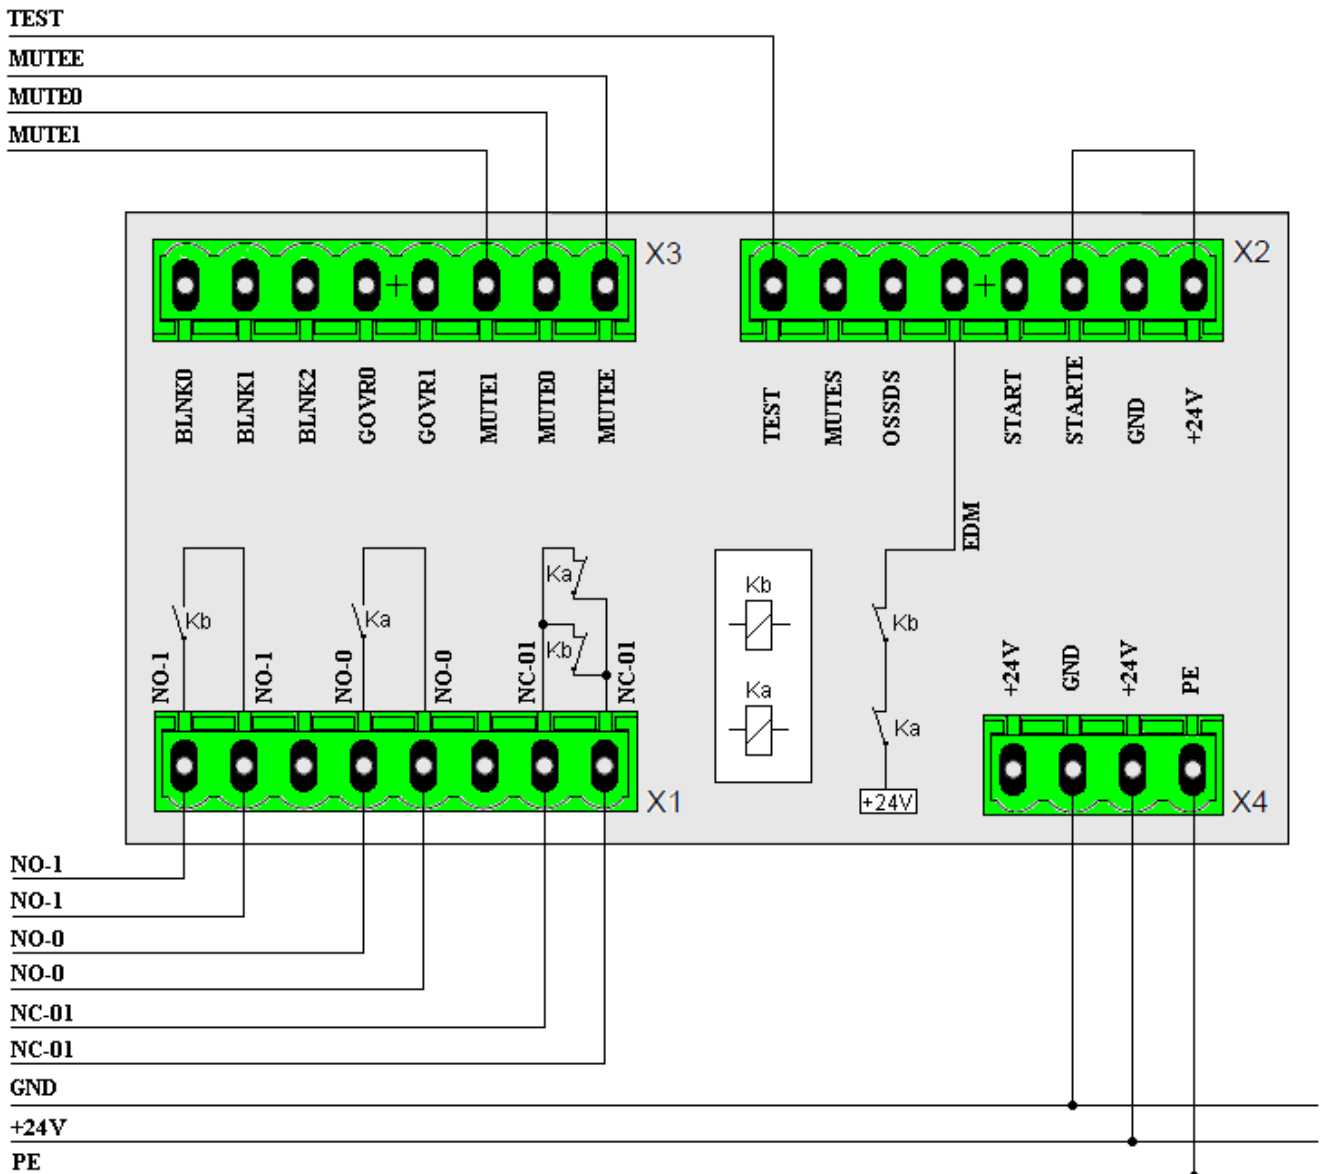 TEST
MUTEE
MUTE0
MUTE1
X3
X2
BLNK0
BLNK1
BLNK2
GOVR0
GOVR1
MUTE1
MUTE0
MUTEE
TEST
MUTES
OSSDS
START
STARTE
GND
+24V
EDM
Kb
Ka
Ka
Kb
Kb
Ka
Kb
Ka
+24V
NO-1
NO-1
NO-0
NO-0
NC-01
NC-01
+24V
GND
+24V
PE
X1
X4
NO-1
NO-1
NO-0
NO-0
NC-01
NC-01
GND
+24V
PE